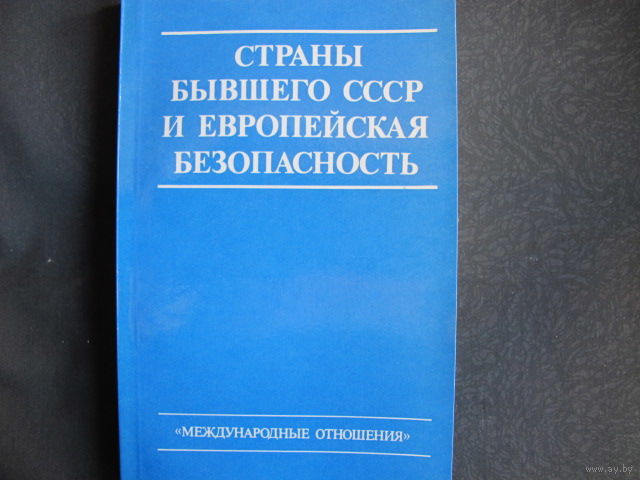 СТРАНЫ
БЫВШЕГО СССР
И ЕВРОПЕЙСКАЯ
БЕЗОПАСНОСТЬ
«МЕЖДУНАРОДНЫЕ ОТНОШЕНИЯ»
www.ay.by